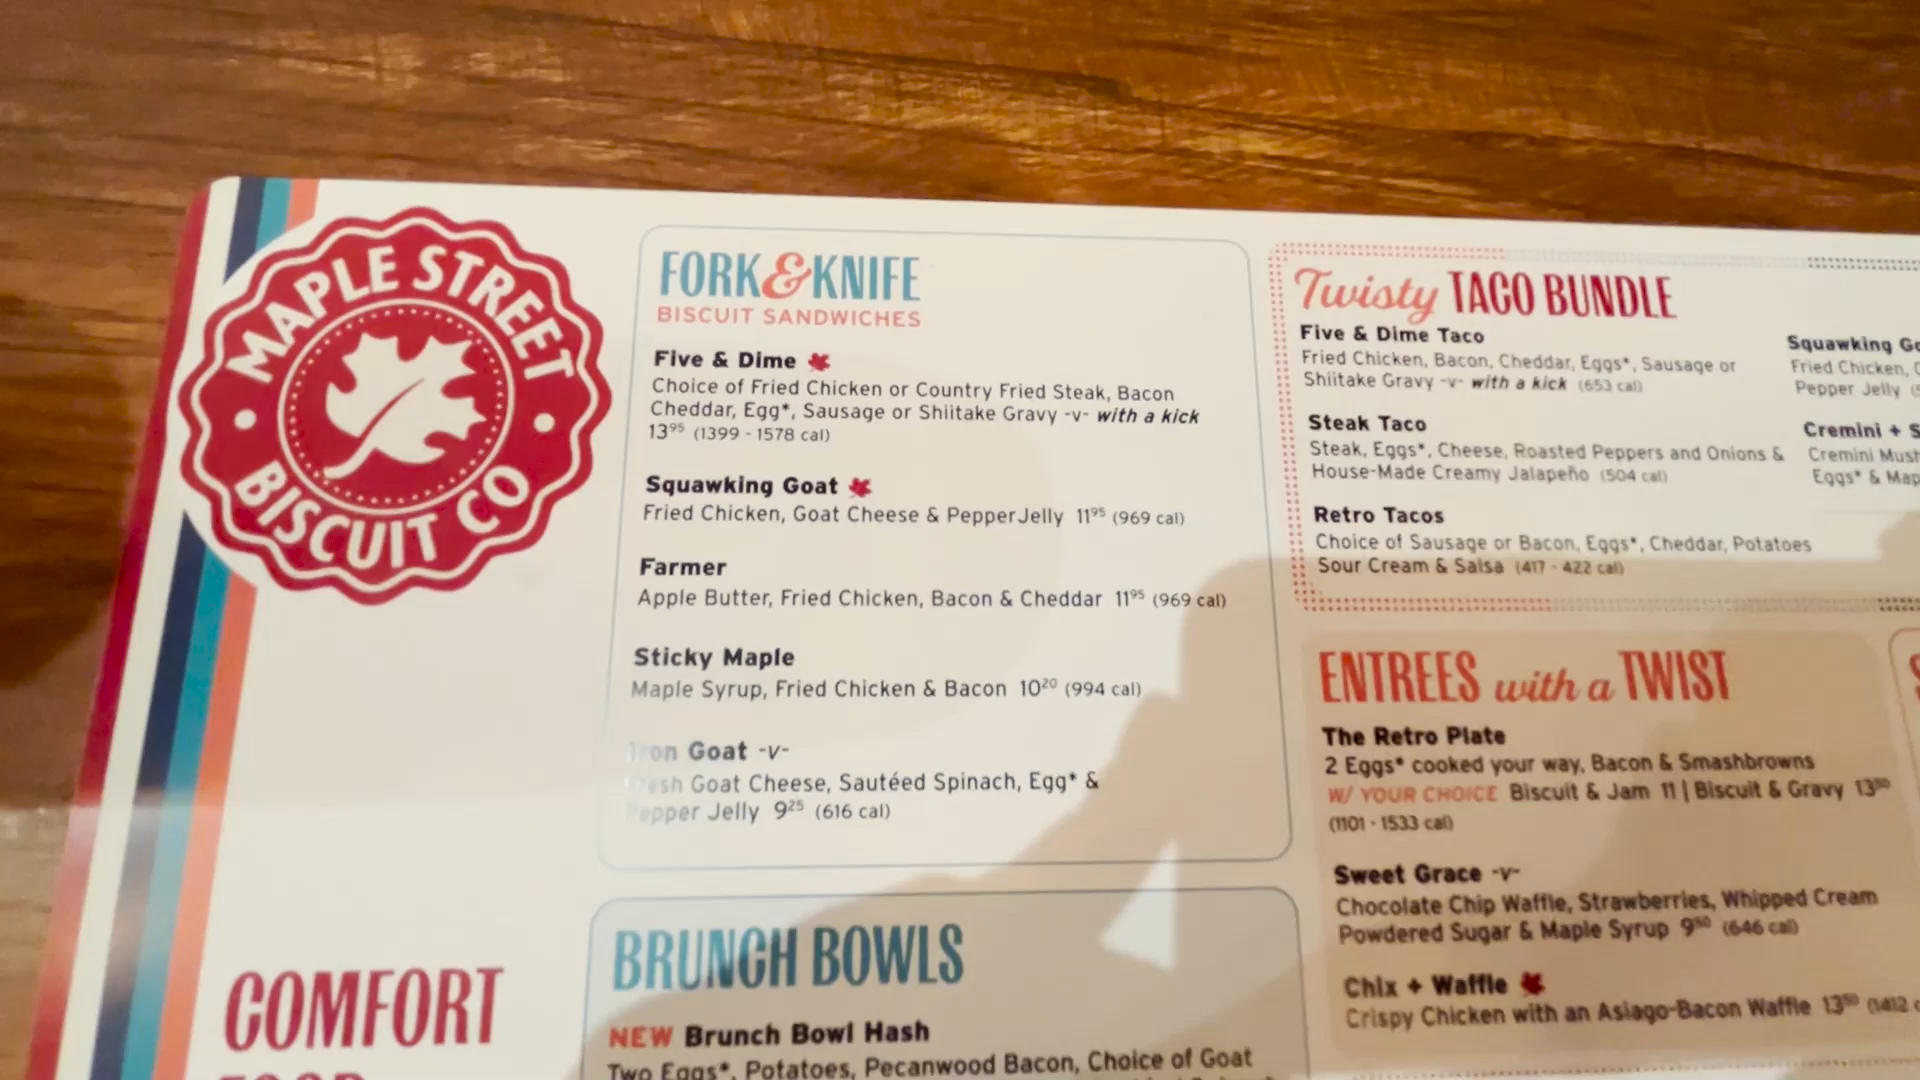 MAPLE STREET
BISCUIT CO
FORK & KNIFE
BISCUIT SANDWICHES
Five & Dime
Choice of Fried Chicken or Country Fried Steak, Bacon
Cheddar, Egg*, Sausage or Shiitake Gravy -v- with a kick
13⁹⁵ (1399 - 1578 cal)
Squawking Goat
Fried Chicken, Goat Cheese & Pepper Jelly 11⁹⁵ (969 cal)
Farmer
Apple Butter, Fried Chicken, Bacon & Cheddar 11⁹⁵ (969 cal)
Sticky Maple
Maple Syrup, Fried Chicken & Bacon 10²⁰ (994 cal)
Iron Goat -v-
Fresh Goat Cheese, Sautéed Spinach, Egg* &
Pepper Jelly 9²⁵ (616 cal)
BRUNCH BOWLS
NEW Brunch Bowl Hash
Two Eggs*, Potatoes, Pecanwood Bacon, Choice of Goat
COMFORT
Twisty TACO BUNDLE
Five & Dime Taco
Fried Chicken, Bacon, Cheddar, Eggs*, Sausage or
Shiitake Gravy -v- with a kick (653 cal)
Steak Taco
Steak, Eggs*, Cheese, Roasted Peppers and Onions &
House-Made Creamy Jalapeño (504 cal)
Retro Tacos
Choice of Sausage or Bacon, Eggs*, Cheddar, Potatoes
Sour Cream & Salsa (417 - 422 cal)
Squawking
Fried Chicken,
Pepper Jelly
Cremini +
Cremini
Eggs* &
ENTREES with a TWIST
The Retro Plate
2 Eggs* cooked your way, Bacon & Smashbrowns
W/ YOUR CHOICE Biscuit & Jam 11 | Biscuit & Gravy 13⁵⁰
(1101 - 1533 cal)
Sweet Grace -v-
Chocolate Chip Waffle, Strawberries, Whipped Cream
Powdered Sugar & Maple Syrup 9⁵⁰ (646 cal)
Chix + Waffle
Crispy Chicken with an Asiago-Bacon Waffle 13⁵⁰ (1412